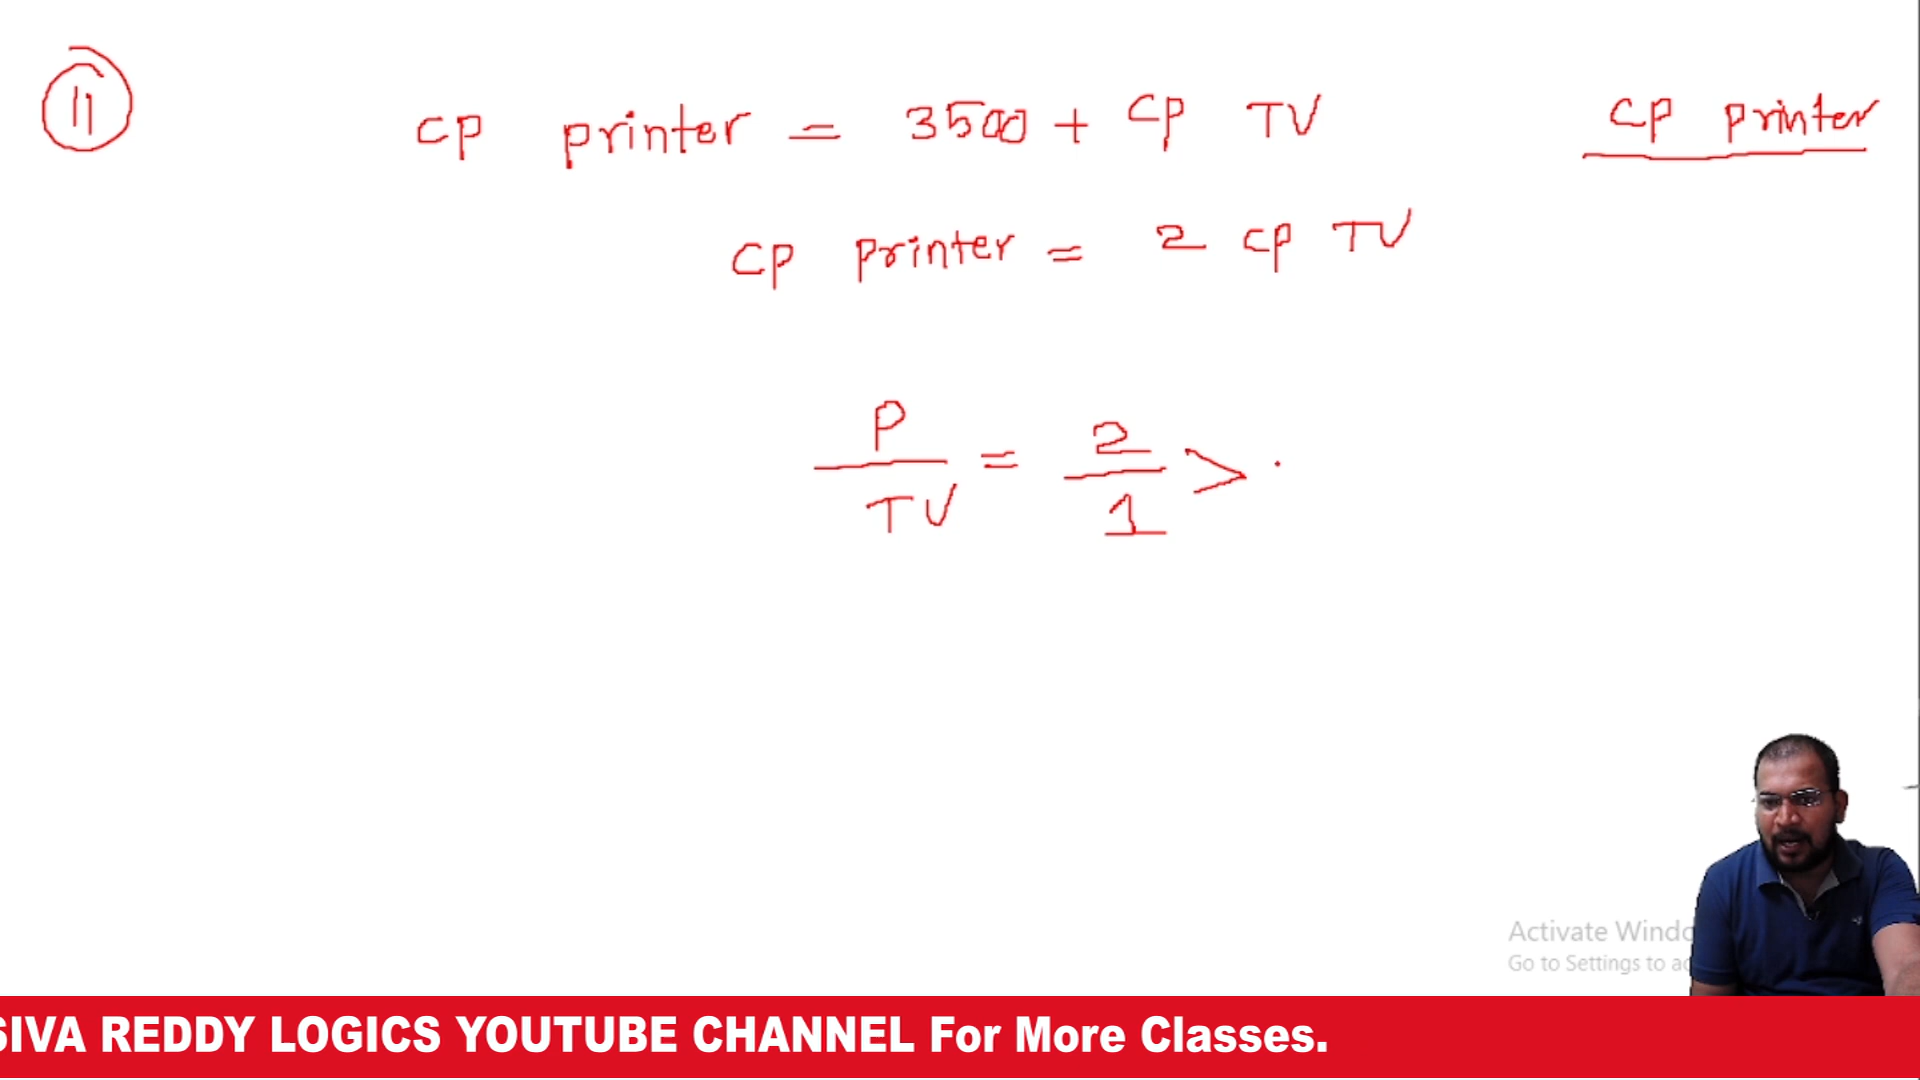 11
CP printer = 3500 + CP TV
CP printer
CP printer = 2 CP TV
P/TV = 2/1 > .
Activate Windo
Go to Settings to a
SIVA REDDY LOGICS YOUTUBE CHANNEL For More Classes.